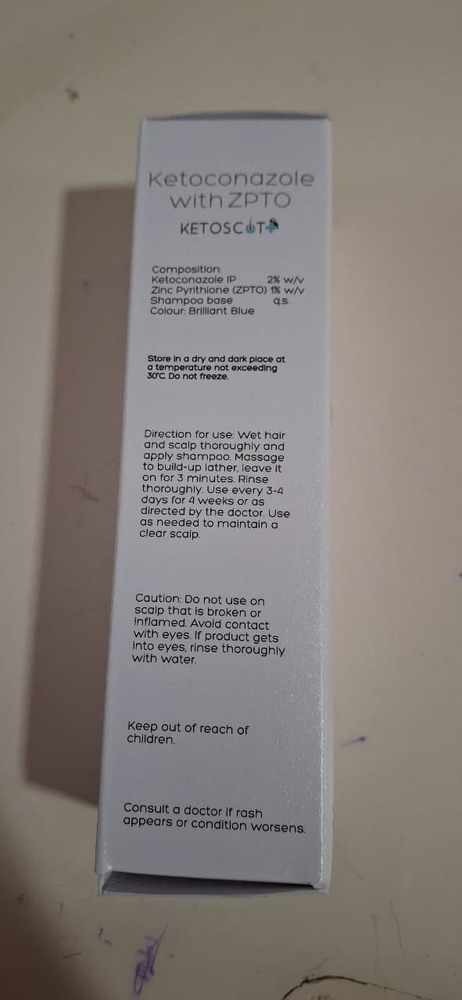 Ketoconazole
with ZPTO
KETOSCOT+
Composition:
Ketoconazole IP 2% w/v
Zinc Pyrithione (ZPTO) 1% w/v
Shampoo base q.s.
Colour: Brilliant Blue
Store in a dry and dark place at
a temperature not exceeding
30°C. Do not freeze.
Direction for use: Wet hair
and scalp thoroughly and
apply shampoo. Massage
to build-up lather, leave it
on for 3 minutes. Rinse
thoroughly. Use every 3-4
days for 4 weeks or as
directed by the doctor. Use
as needed to maintain a
clear scalp.
Caution: Do not use on
scalp that is broken or
inflamed. Avoid contact
with eyes. If product gets
into eyes, rinse thoroughly
with water.
Keep out of reach of
children.
Consult a doctor if rash
appears or condition worsens.